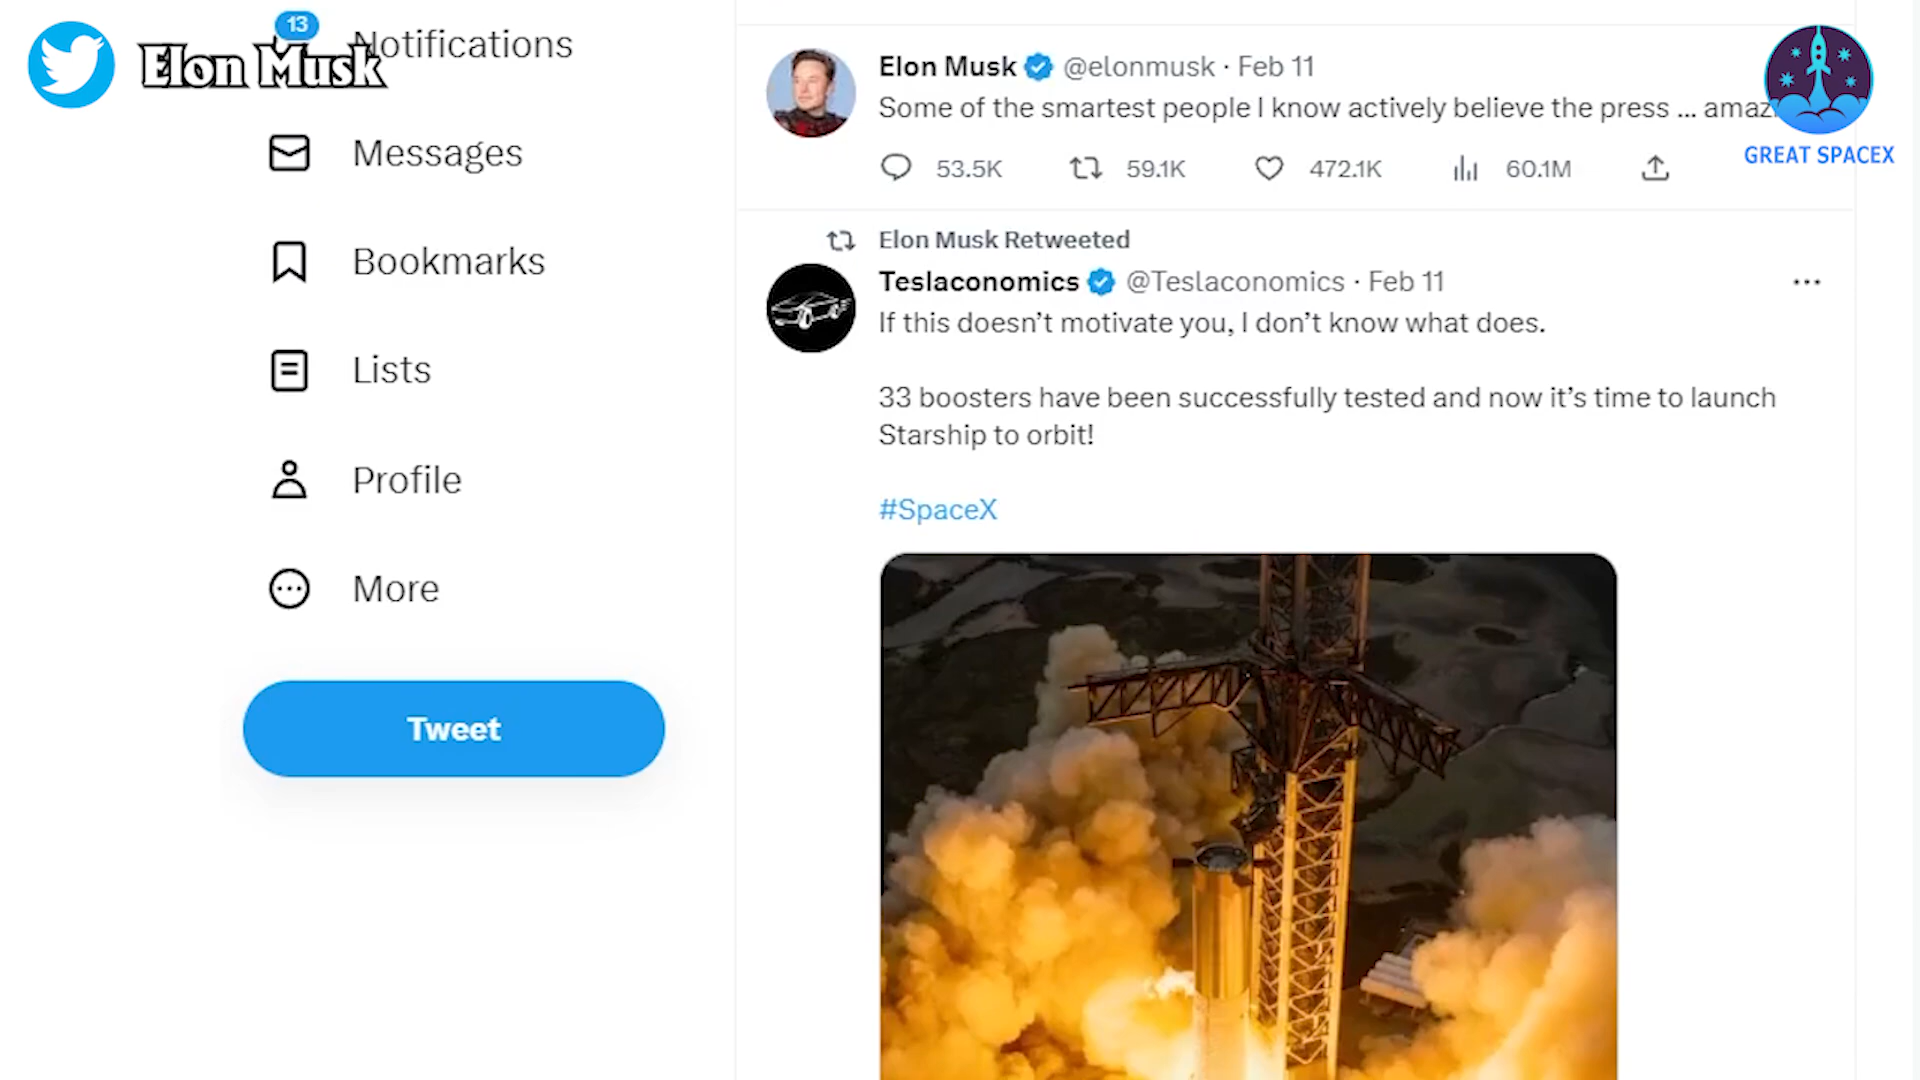 13
Elon Musk
Notifications
Messages
Bookmarks
Lists
Profile
More
Tweet
Elon Musk @elonmusk · Feb 11
Some of the smartest people I know actively believe the press ...
53.5K 59.1K 472.1K 60.1M
Elon Musk Retweeted
Teslaconomics @Teslaconomics · Feb 11
If this doesn’t motivate you, I don’t know what does.
33 boosters have been successfully tested and now it’s time to launch
Starship to orbit!
#SpaceX
GREAT SPACEX